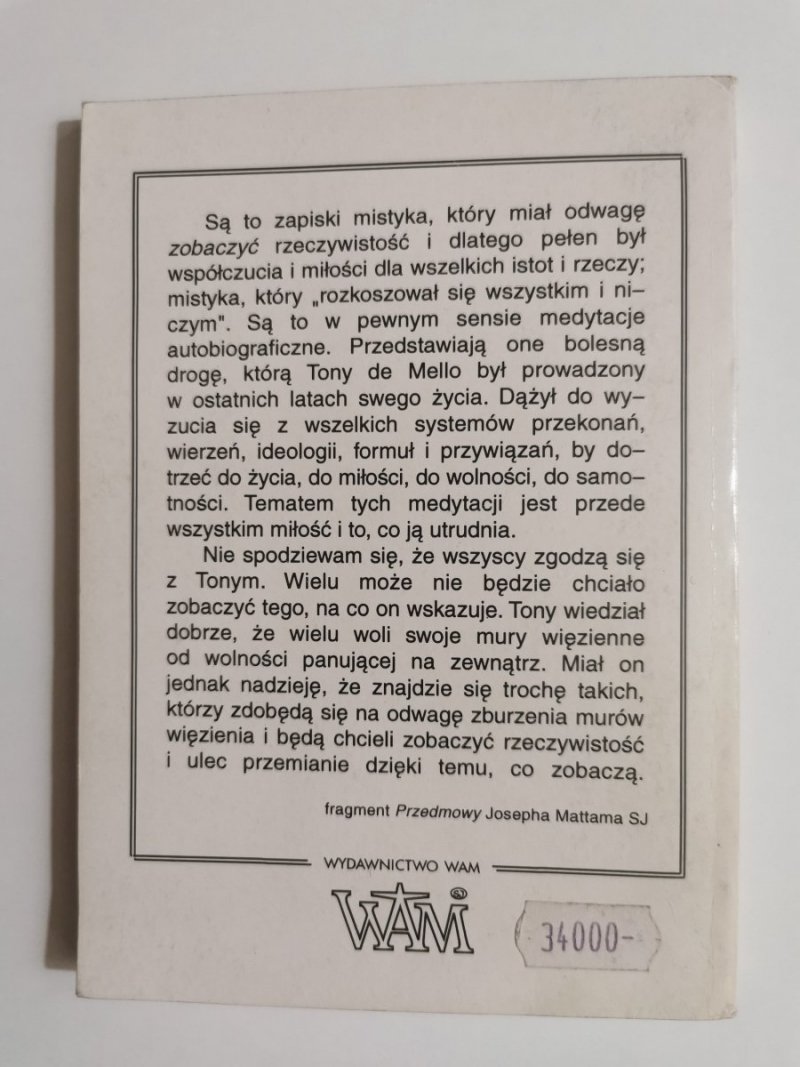 Są to zapiski mistyka, który miał odwagę
zobaczyć rzeczywistość i dlatego pełen był
współczucia i miłości dla wszelkich istot i rzeczy;
mistyka, który „rozkoszował się wszystkim i ni–
czym". Są to w pewnym sensie medytacje
autobiograficzne. Przedstawiają one bolesną
drogę, którą Tony de Mello był prowadzony
w ostatnich latach swego życia. Dążył do wy–
zucia się z wszelkich systemów przekonań,
wierzeń, ideologii, formuł i przywiązań, by do–
trzeć do życia, do miłości, do wolności, do samo–
tności. Tematem tych medytacji jest przede
wszystkim miłość i to, co ją utrudnia.
Nie spodziewam się, że wszyscy zgodzą się
z Tonym. Wielu może nie będzie chciało
zobaczyć tego, na co on wskazuje. Tony wiedział
dobrze, że wielu woli swoje mury więzienne
od wolności panującej na zewnątrz. Miał on
jednak nadzieję, że znajdzie się trochę takich,
którzy zdobędą się na odwagę zburzenia murów
więzienia i będą chcieli zobaczyć rzeczywistość
i ulec przemianie dzięki temu, co zobaczą.
fragment Przedmowy Josepha Mattama SJ
WYDAWNICTWO WAM
WAM SJ
34000-